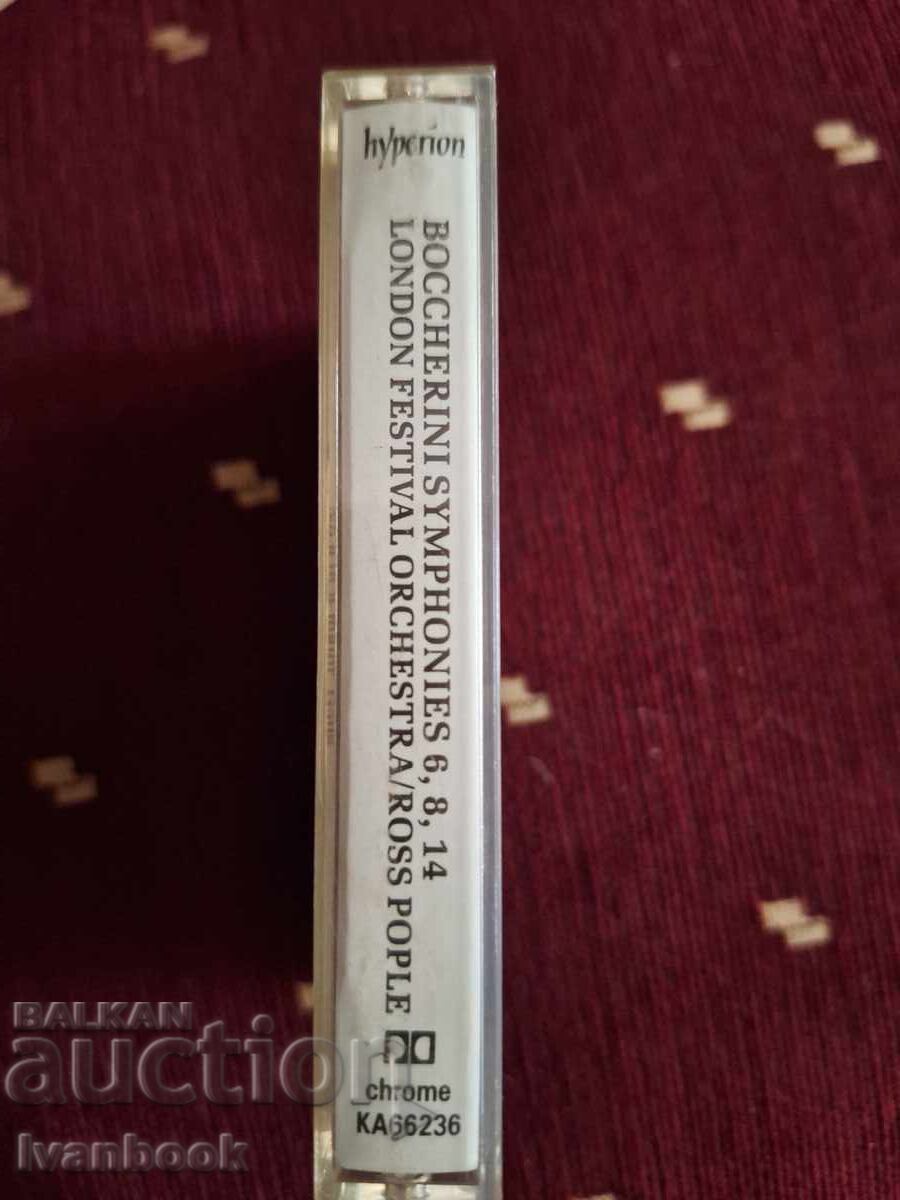 hyperion
BOCCHERINI SYMPHONIES 6, 8, 14
LONDON FESTIVAL ORCHESTRA/ROSS POPLE
chrome
KA66236
BALKAN
auction
Ivanbook